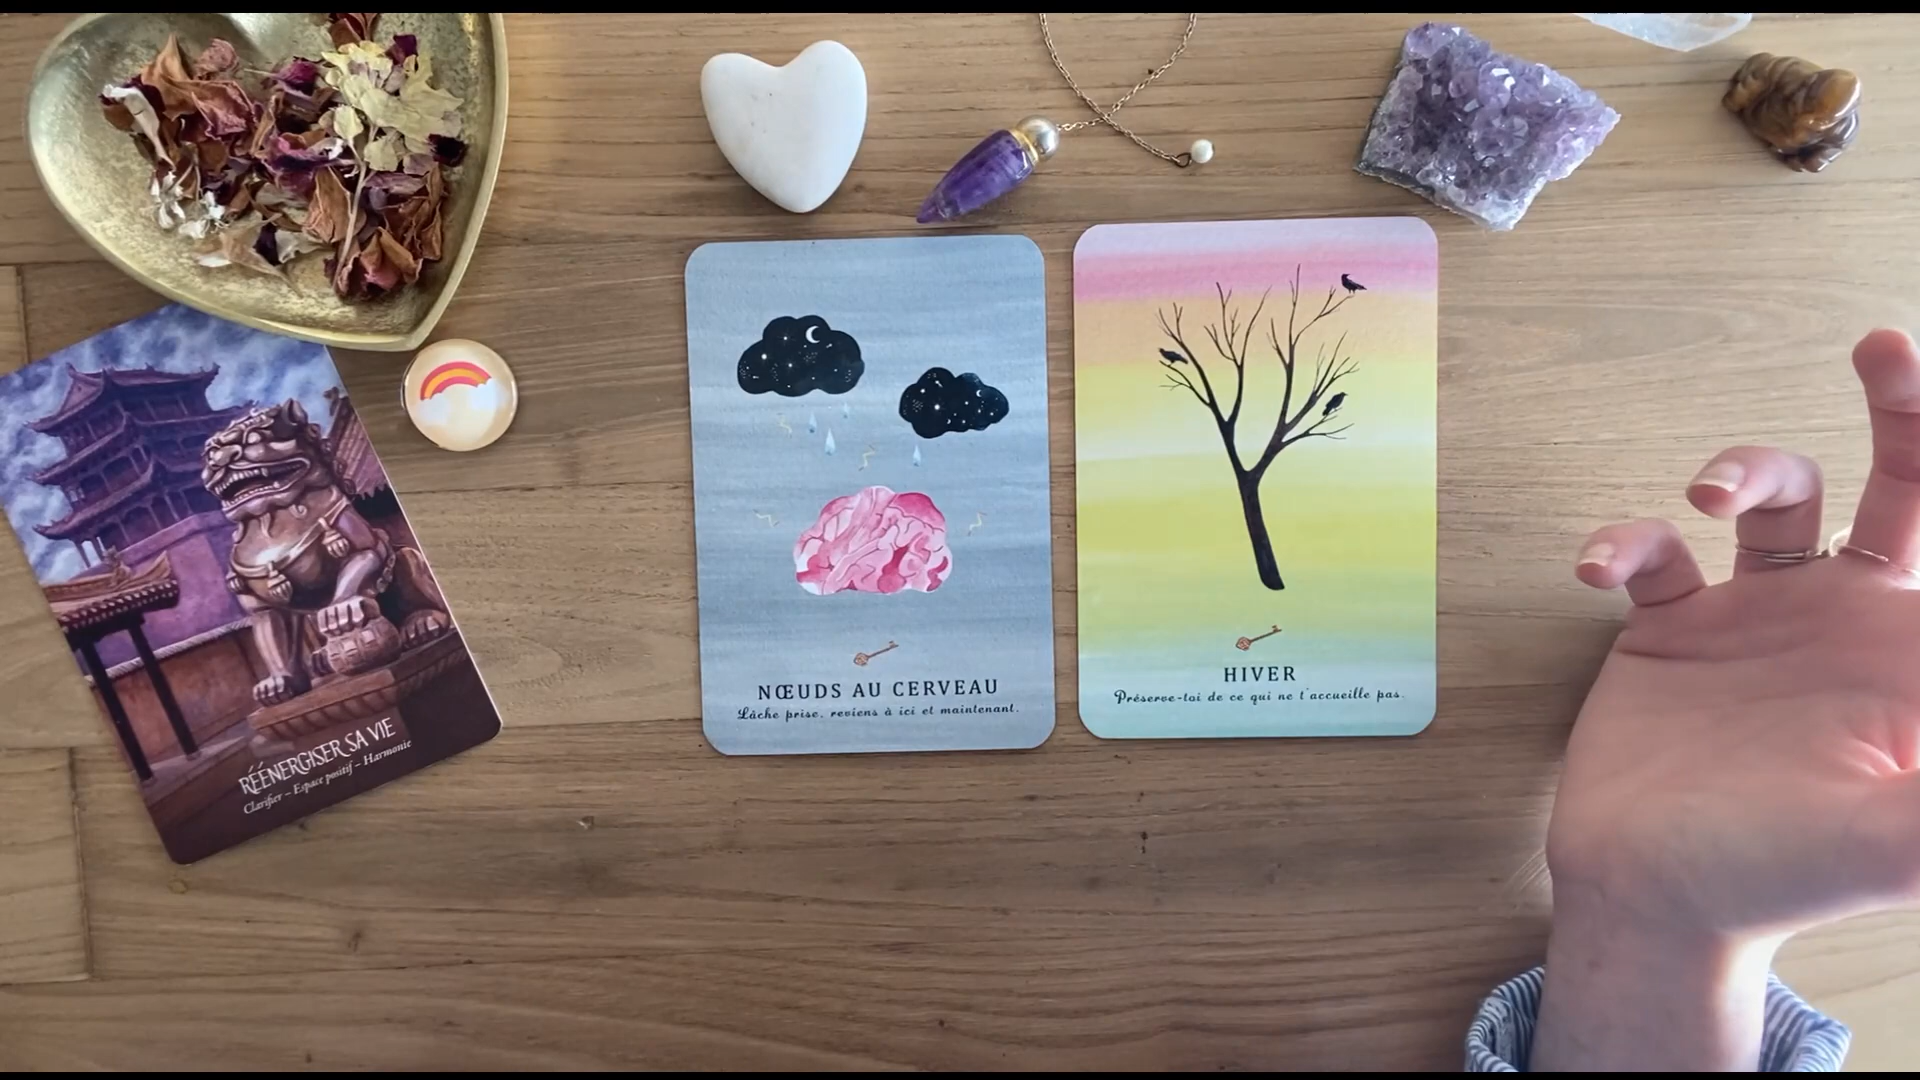 RÉÉNERGISER SA VIE
Clarifier – Espace positif – Harmonie
NŒUDS AU CERVEAU
Lâche prise, reviens à ici et maintenant.
HIVER
Préserve-toi de ce qui ne t'accueille pas.